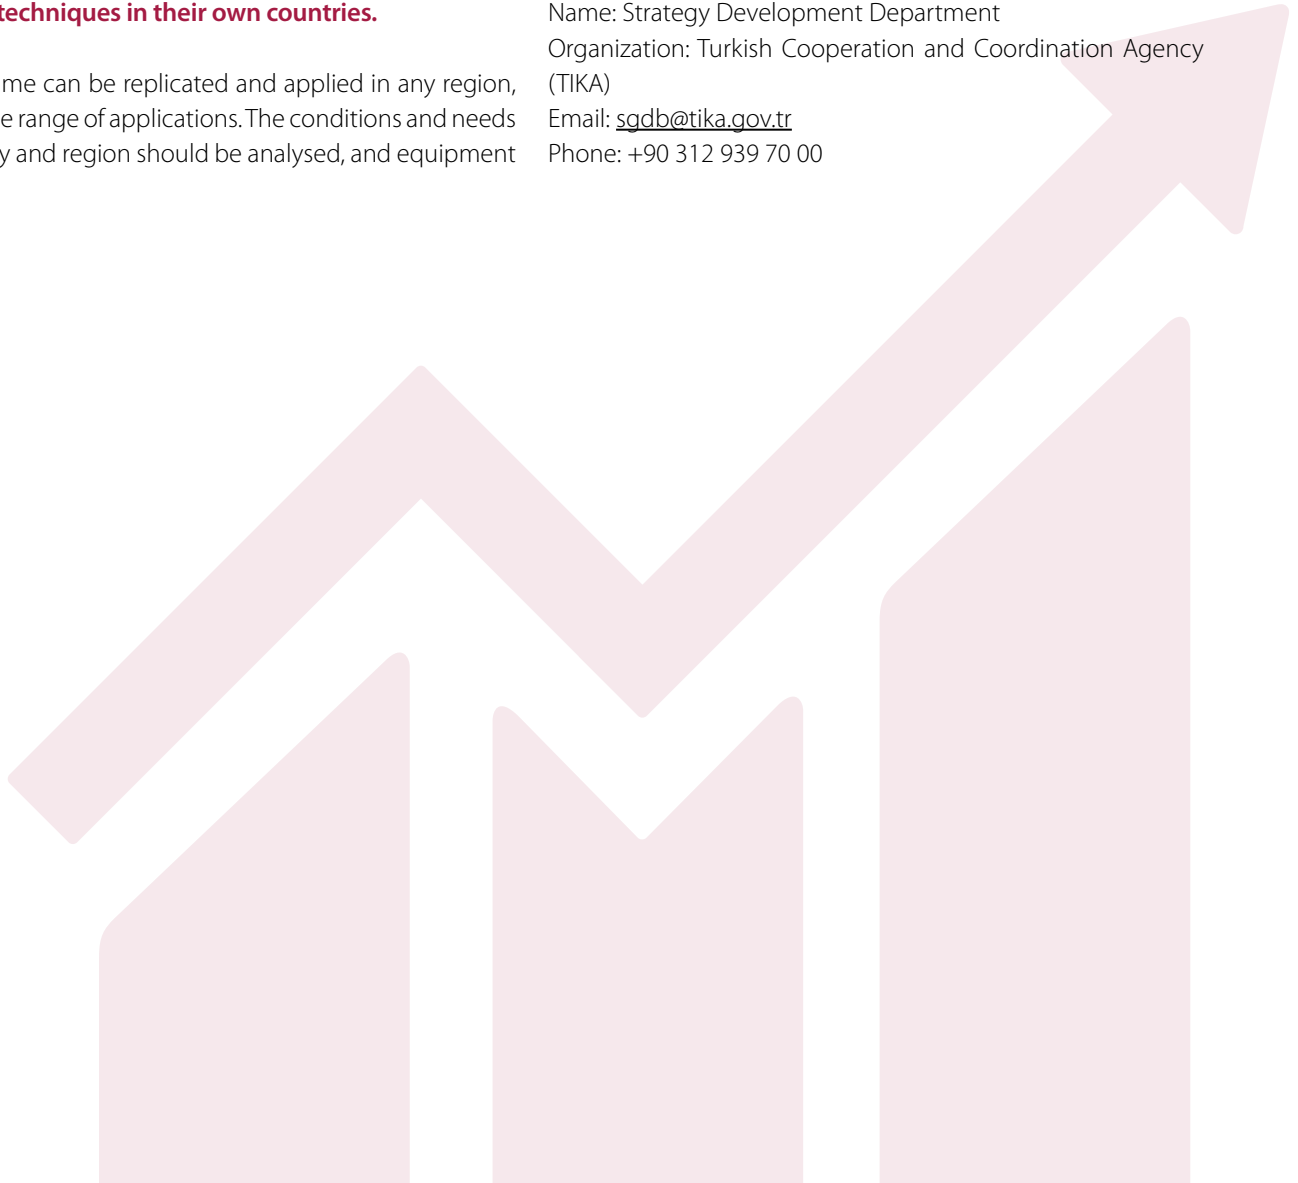 techniques in their own countries.
me can be replicated and applied in any region,
e range of applications. The conditions and needs
y and region should be analysed, and equipment
Name: Strategy Development Department
Organization: Turkish Cooperation and Coordination Agency
(TIKA)
Email: sgdb@tika.gov.tr
Phone: +90 312 939 70 00